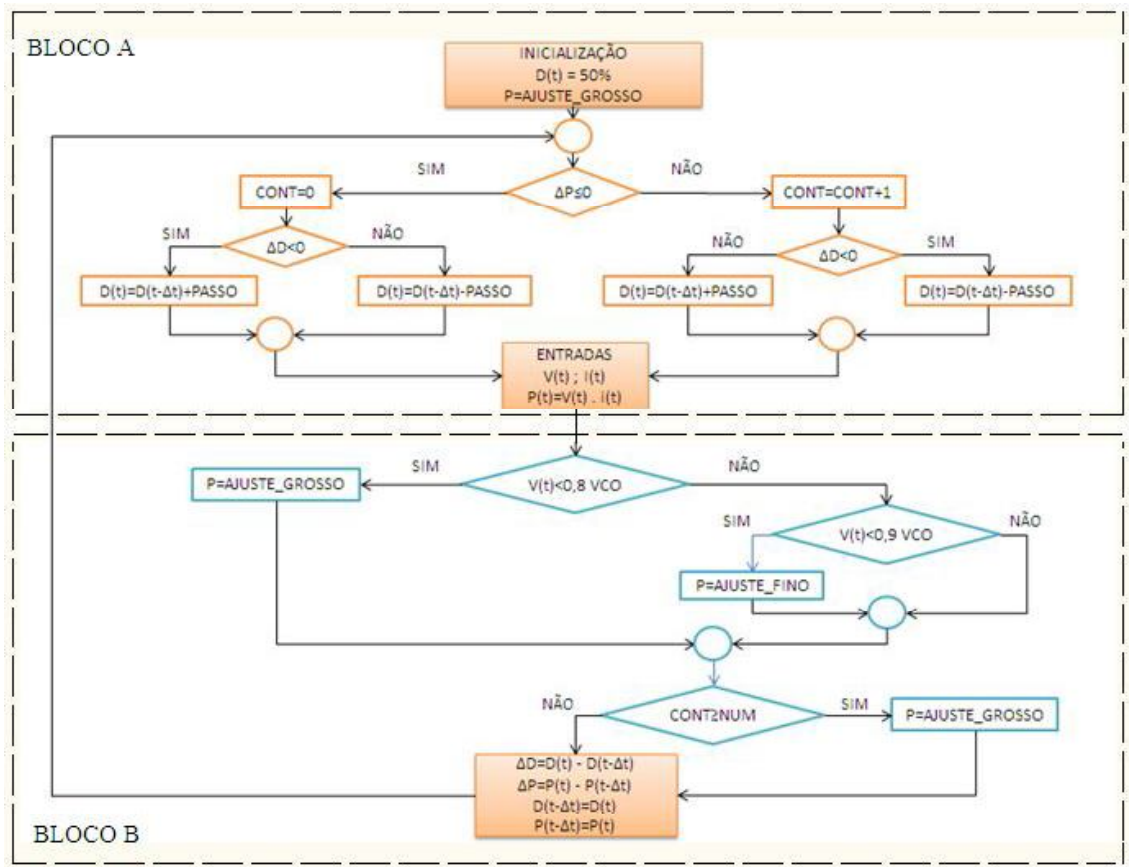 BLOCO A
INICIALIZAÇÃO
D(t) = 50%
P=AJUSTE_GROSSO
SIM
NÃO
CONT=0
ΔP≤0
CONT=CONT+1
SIM
ΔD<0
NÃO
NÃO
ΔD<0
SIM
D(t)=D(t-Δt)+PASSO
D(t)=D(t-Δt)-PASSO
D(t)=D(t-Δt)+PASSO
D(t)=D(t-Δt)-PASSO
ENTRADAS
V(t) ; I(t)
P(t)=V(t) . I(t)
SIM
NÃO
P=AJUSTE_GROSSO
V(t)<0,8 VCO
SIM
NÃO
V(t)<0,9 VCO
P=AJUSTE_FINO
NÃO
SIM
CONT≥NUM
P=AJUSTE_GROSSO
ΔD=D(t) - D(t-Δt)
ΔP=P(t) - P(t-Δt)
D(t-Δt)=D(t)
P(t-Δt)=P(t)
BLOCO B